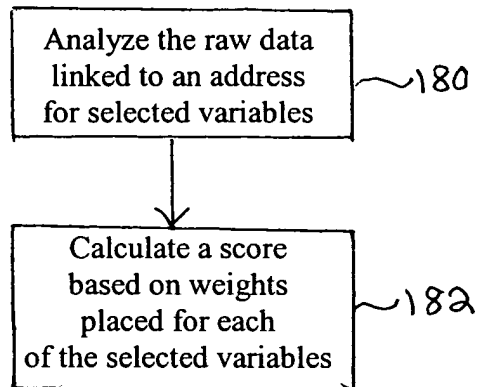 Analyze the raw data
linked to an address
for selected variables
180
Calculate a score
based on weights
placed for each
of the selected variables
182